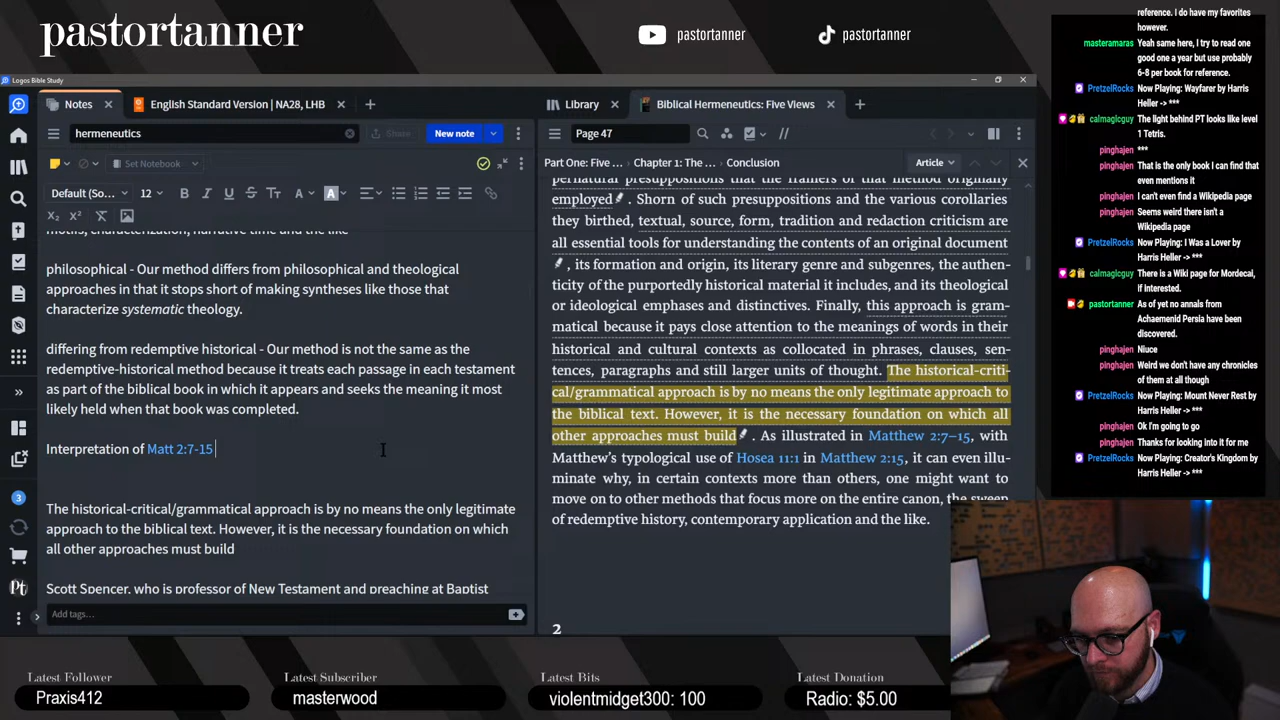 pastortanner
pastortanner
pastortanner
Logos Bible Study
Notes
English Standard Version | NA28, LHB
Library
Biblical Hermeneutics: Five Views
hermeneutics
Share
New note
Page 47
Set Notebook
Part One: Five ... > Chapter 1: The ... > Conclusion
Article
Default (So...
12
motifs, characterization, narrative time and the like
philosophical - Our method differs from philosophical and theological
approaches in that it stops short of making syntheses like those that
characterize systematic theology.
differing from redemptive historical - Our method is not the same as the
redemptive-historical method because it treats each passage in each testament
as part of the biblical book in which it appears and seeks the meaning it most
likely held when that book was completed.
Interpretation of Matt 2:7-15
The historical-critical/grammatical approach is by no means the only legitimate
approach to the biblical text. However, it is the necessary foundation on which
all other approaches must build
Scott Spencer, who is professor of New Testament and preaching at Baptist
Add tags...
3
Pt
pernatural presuppositions that the framers of that method originally
employed. Shorn of such presuppositions and the various corollaries
they birthed, textual, source, form, tradition and redaction criticism are
all essential tools for understanding the contents of an original document
, its formation and origin, its literary genre and subgenres, the authen-
ticity of the purportedly historical material it includes, and its theological
or ideological emphases and distinctives. Finally, this approach is gram-
matical because it pays close attention to the meanings of words in their
historical and cultural contexts as collocated in phrases, clauses, sen-
tences, paragraphs and still larger units of thought. The historical-criti-
cal/grammatical approach is by no means the only legitimate approach to
the biblical text. However, it is the necessary foundation on which all
other approaches must build. As illustrated in Matthew 2:7–15, with
Matthew's typological use of Hosea 11:1 in Matthew 2:15, it can even illu-
minate why, in certain contexts more than others, one might want to
move on to other methods that focus more on the entire canon, the sweep
of redemptive history, contemporary application and the like.
2
reference. I do have my favorites
however.
masteramaras Yeah same here, I try to read one
good one a year but use probably
6-8 per book for reference.
PretzelRocks Now Playing: Wayfarer by Harris
Heller -> ***
calmagicguy The light behind PT looks like level
1 Tetris.
pinghajen ***
pinghajen That is the only book I can find that
even mentions it
pinghajen I can't even find a Wikipedia page
pinghajen Seems weird there isn't a
Wikipedia page
PretzelRocks Now Playing: I Was a Lover by
Harris Heller -> ***
calmagicguy There is a Wiki page for Mordecai,
if interested.
pastortanner As of yet no annals from
Achaemenid Persia have been
discovered.
pinghajen Niuce
pinghajen Weird we don't have any chronicles
of them at all though
PretzelRocks Now Playing: Mount Never Rest by
Harris Heller -> ***
pinghajen Ok I'm going to go
pinghajen Thanks for looking into it for me
PretzelRocks Now Playing: Creator's Kingdom by
Harris Heller -> ***
Latest Follower
Praxis412
Latest Subscriber
masterwood
Latest Bits
violentmidget300: 100
Latest Donation
Radio: $5.00